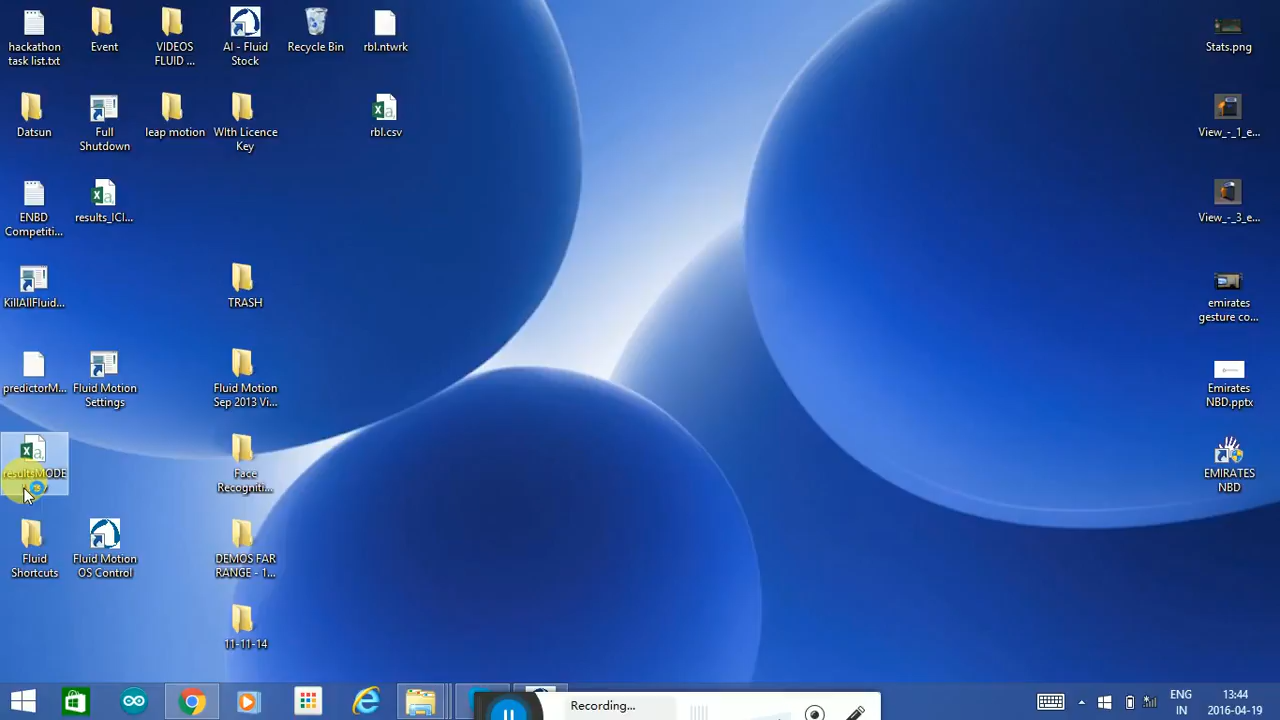 hackathon
task list.txt
Event
VIDEOS
FLUID ...
AI - Fluid
Stock
Recycle Bin
rbl.ntwrk
Stats.png
Datsun
Full
Shutdown
leap motion
WIth Licence
Key
rbl.csv
View_-_1_e...
ENBD
Competiti...
results_ICI...
View_-_3_e...
KillAllFluid...
TRASH
emirates
gesture co...
predictorM...
Fluid Motion
Settings
Fluid Motion
Sep 2013 Vi...
Emirates
NBD.pptx
resultsMODE
Face
Recogniti...
EMIRATES
NBD
Fluid
Shortcuts
Fluid Motion
OS Control
DEMOS FAR
RANGE - 1...
11-11-14
Recording...
ENG
IN
13:44
2016-04-19